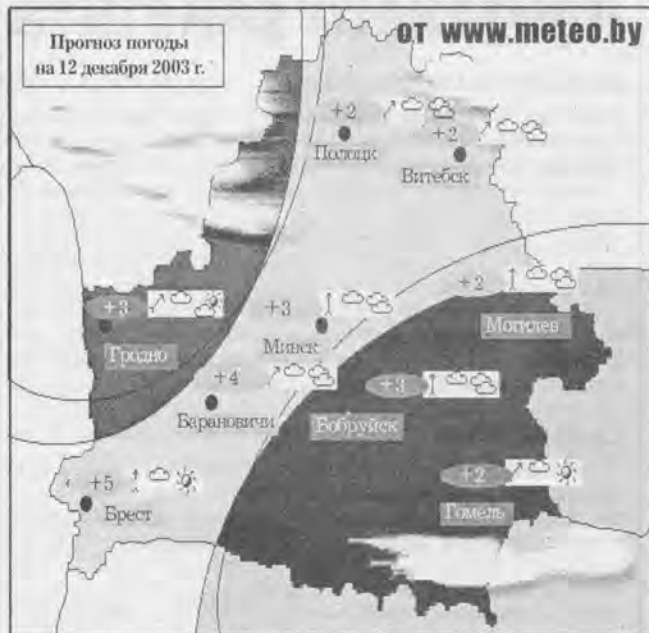 Прогноз погоды
на 12 декабря 2003 г.
от www.meteo.by
+2
Полоцк
+2
Витебск
+3
Гродно
+3
Минск
+2
Могилев
+4
Барановичи
+3
Бобруйск
+5
Брест
+2
Гомель